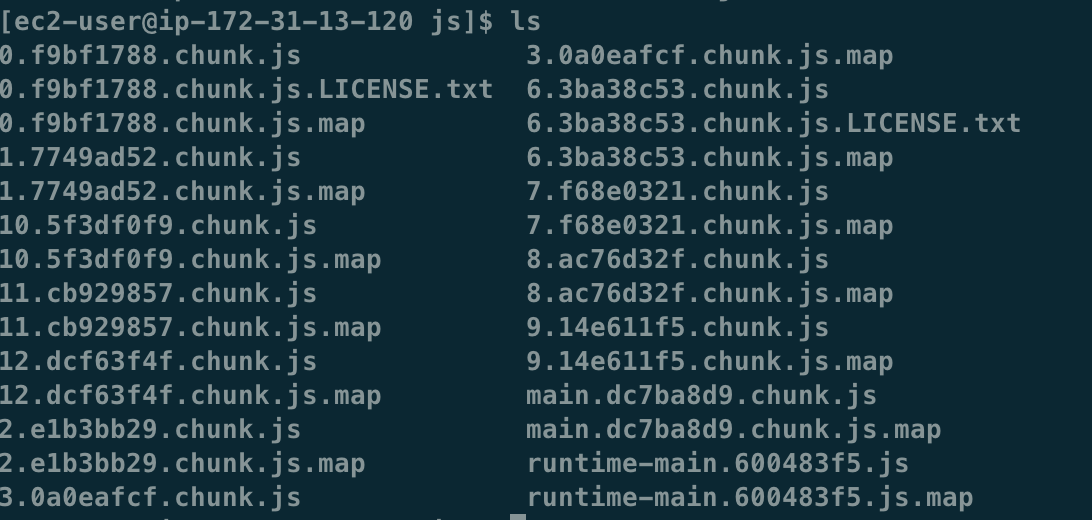 [ec2-user@ip-172-31-13-120 js]$ ls
0.f9bf1788.chunk.js 3.0a0eafcf.chunk.js.map
0.f9bf1788.chunk.js.LICENSE.txt 6.3ba38c53.chunk.js
0.f9bf1788.chunk.js.map 6.3ba38c53.chunk.js.LICENSE.txt
1.7749ad52.chunk.js 6.3ba38c53.chunk.js.map
1.7749ad52.chunk.js.map 7.f68e0321.chunk.js
10.5f3df0f9.chunk.js 7.f68e0321.chunk.js.map
10.5f3df0f9.chunk.js.map 8.ac76d32f.chunk.js
11.cb929857.chunk.js 8.ac76d32f.chunk.js.map
11.cb929857.chunk.js.map 9.14e611f5.chunk.js
12.dcf63f4f.chunk.js 9.14e611f5.chunk.js.map
12.dcf63f4f.chunk.js.map main.dc7ba8d9.chunk.js
2.e1b3bb29.chunk.js main.dc7ba8d9.chunk.js.map
2.e1b3bb29.chunk.js.map runtime-main.600483f5.js
3.0a0eafcf.chunk.js runtime-main.600483f5.js.map